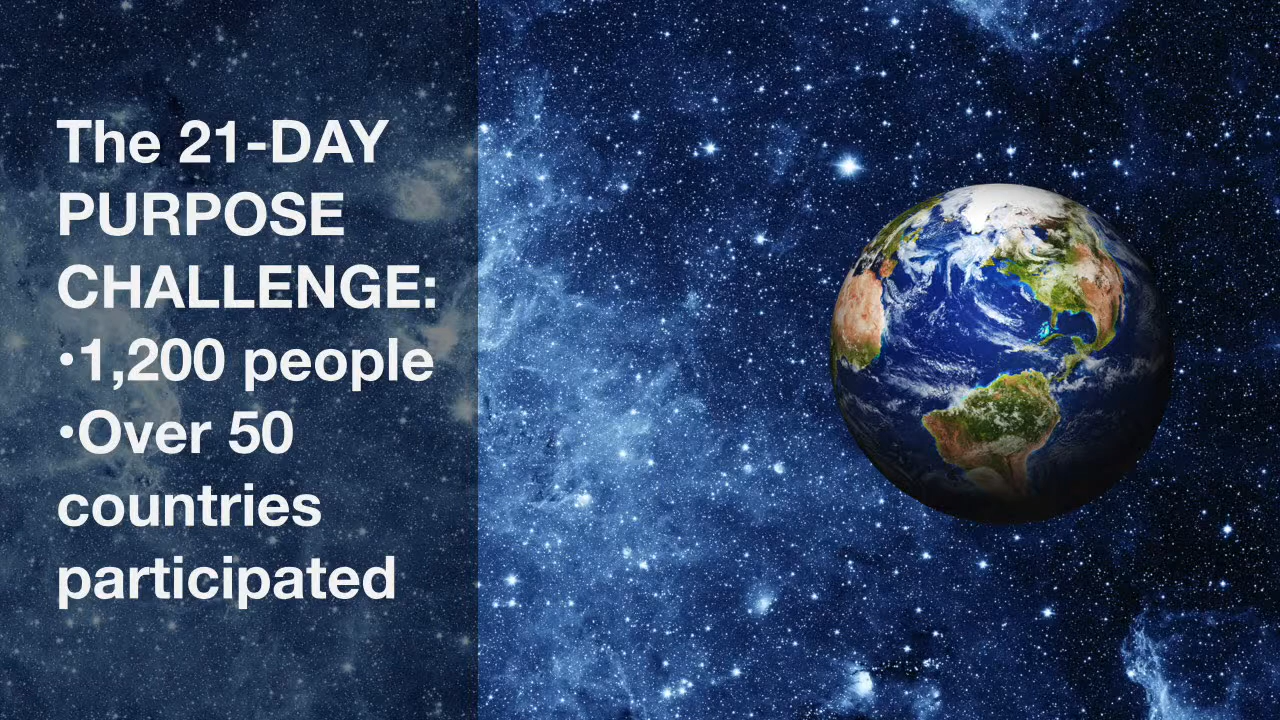 The 21-DAY
PURPOSE
CHALLENGE:
•1,200 people
•Over 50
countries
participated